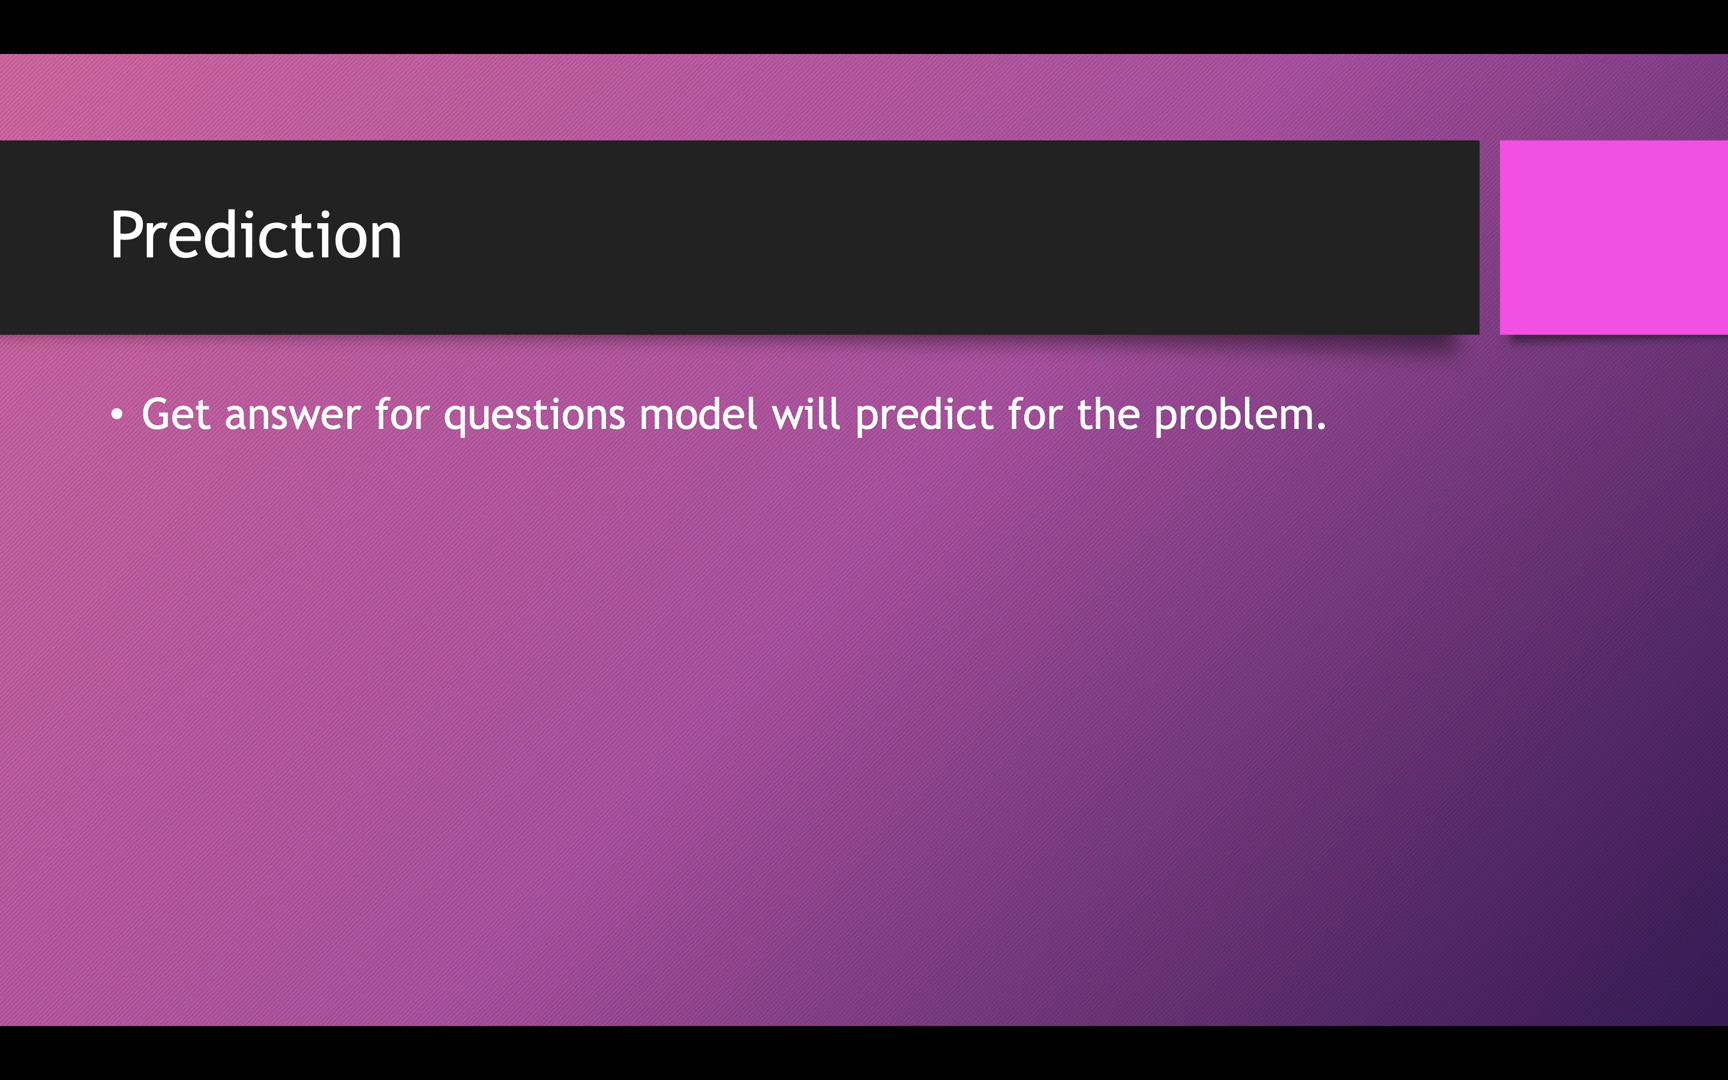 Prediction
• Get answer for questions model will predict for the problem.